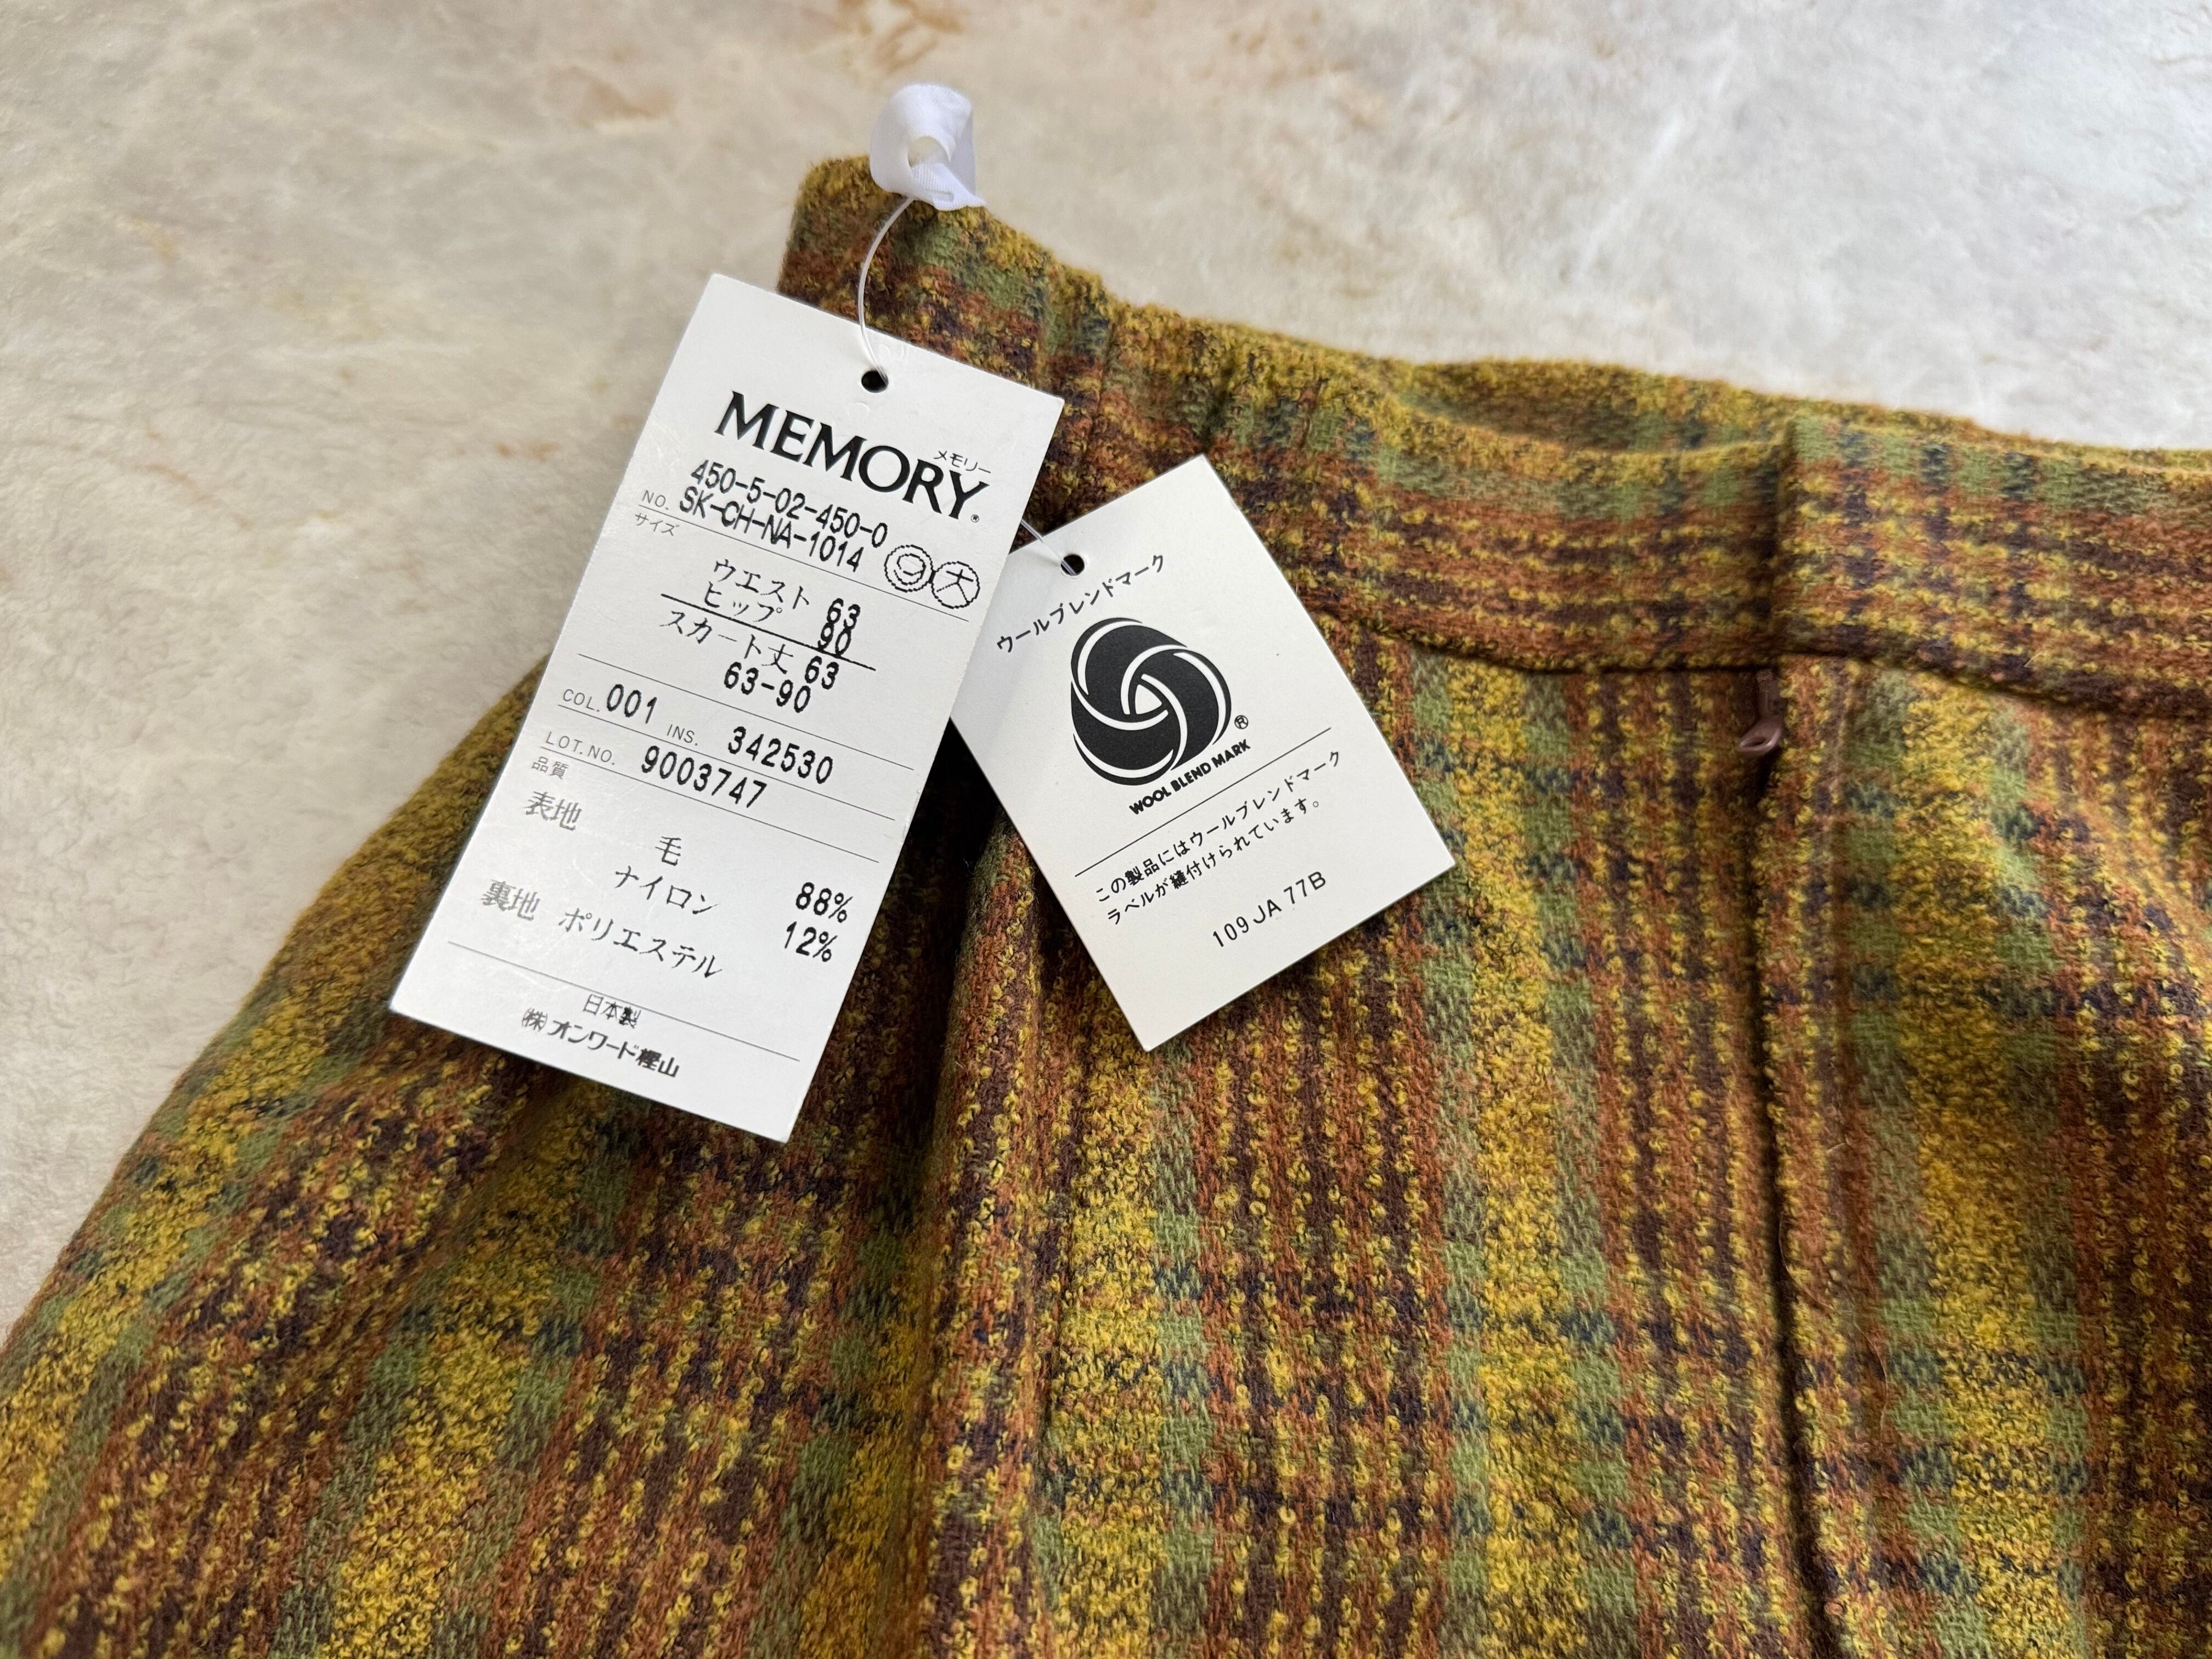 MEMORY.
メモリー
450-5-02-450-0
NO. SK-CH-NA-1014
サイズ
9 大
ウエスト 63
ヒップ 90
スカート丈 63
63-90
COL. 001 INS. 342530
LOT.NO. 9003747
品質
表地
毛 88%
ナイロン 12%
裏地 ポリエステル
日本製
(株)オンワード樫山
ウールブレンドマーク
®
WOOL BLEND MARK
この製品にはウールブレンドマーク
ラベルが縫付けられています。
109 JA 77B